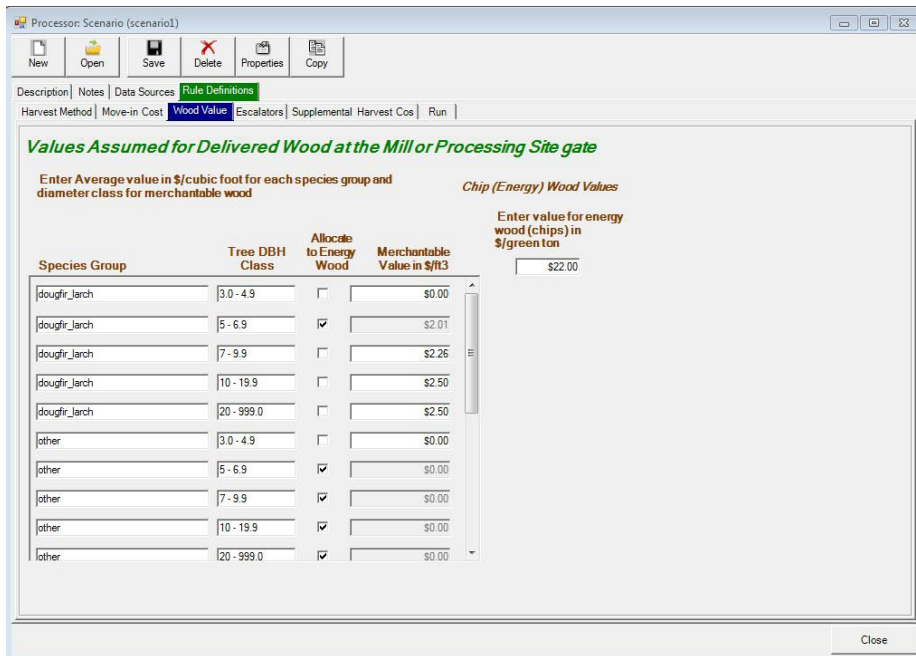 Processor: Scenario (scenario1)
New Open Save Delete Properties Copy
Description Notes Data Sources Rule Definitions
Harvest Method Move-in Cost Wood Value Escalators Supplemental Harvest Cos Run
Values Assumed for Delivered Wood at the Mill or Processing Site gate
Enter Average value in $/cubic foot for each species group and
diameter class for merchantable wood
Chip (Energy) Wood Values
Enter value for energy
wood (chips) in
$/green ton
$22.00
Species Group
Tree DBH
Class
Allocate
to Energy
Wood
Merchantable
Value in $/ft3
dougfir_larch 3.0 - 4.9 $0.00
dougfir_larch 5 - 6.9 $2.01
dougfir_larch 7 - 9.9 $2.26
dougfir_larch 10 - 19.9 $2.50
dougfir_larch 20 - 999.0 $2.50
other 3.0 - 4.9 $0.00
other 5 - 6.9 $0.00
other 7 - 9.9 $0.00
other 10 - 19.9 $0.00
other 20 - 999.0 $0.00
Close